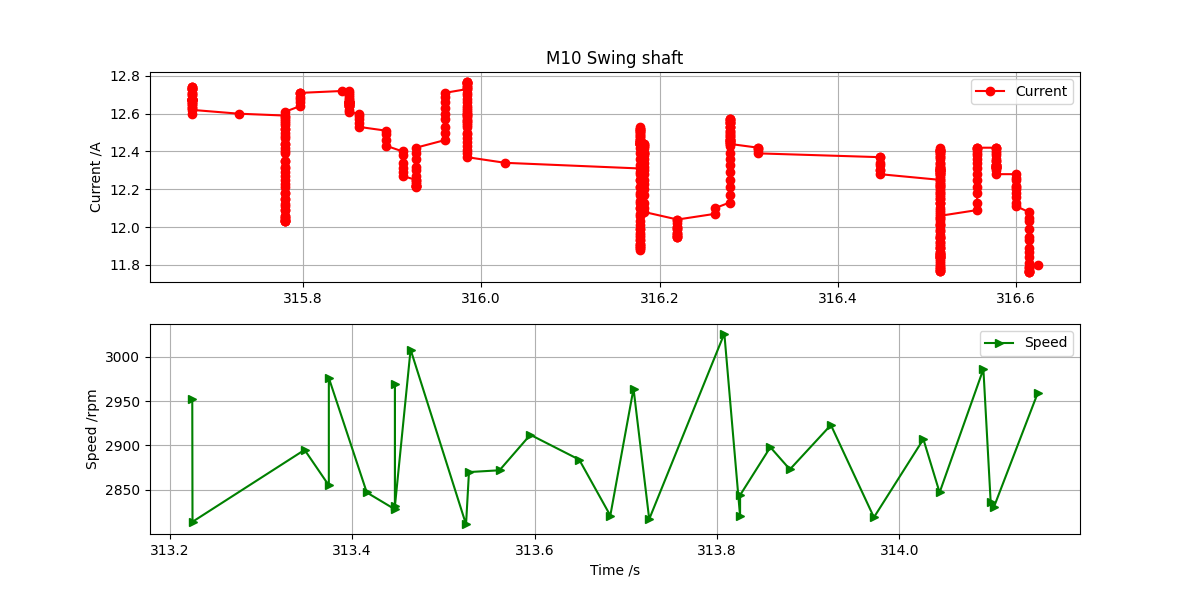 M10 Swing shaft
12.8
12.6
12.4
12.2
12.0
11.8
Current /A
Current
315.8 316.0 316.2 316.4 316.6
3000
2950
2900
2850
Speed /rpm
Speed
313.2 313.4 313.6 313.8 314.0
Time /s